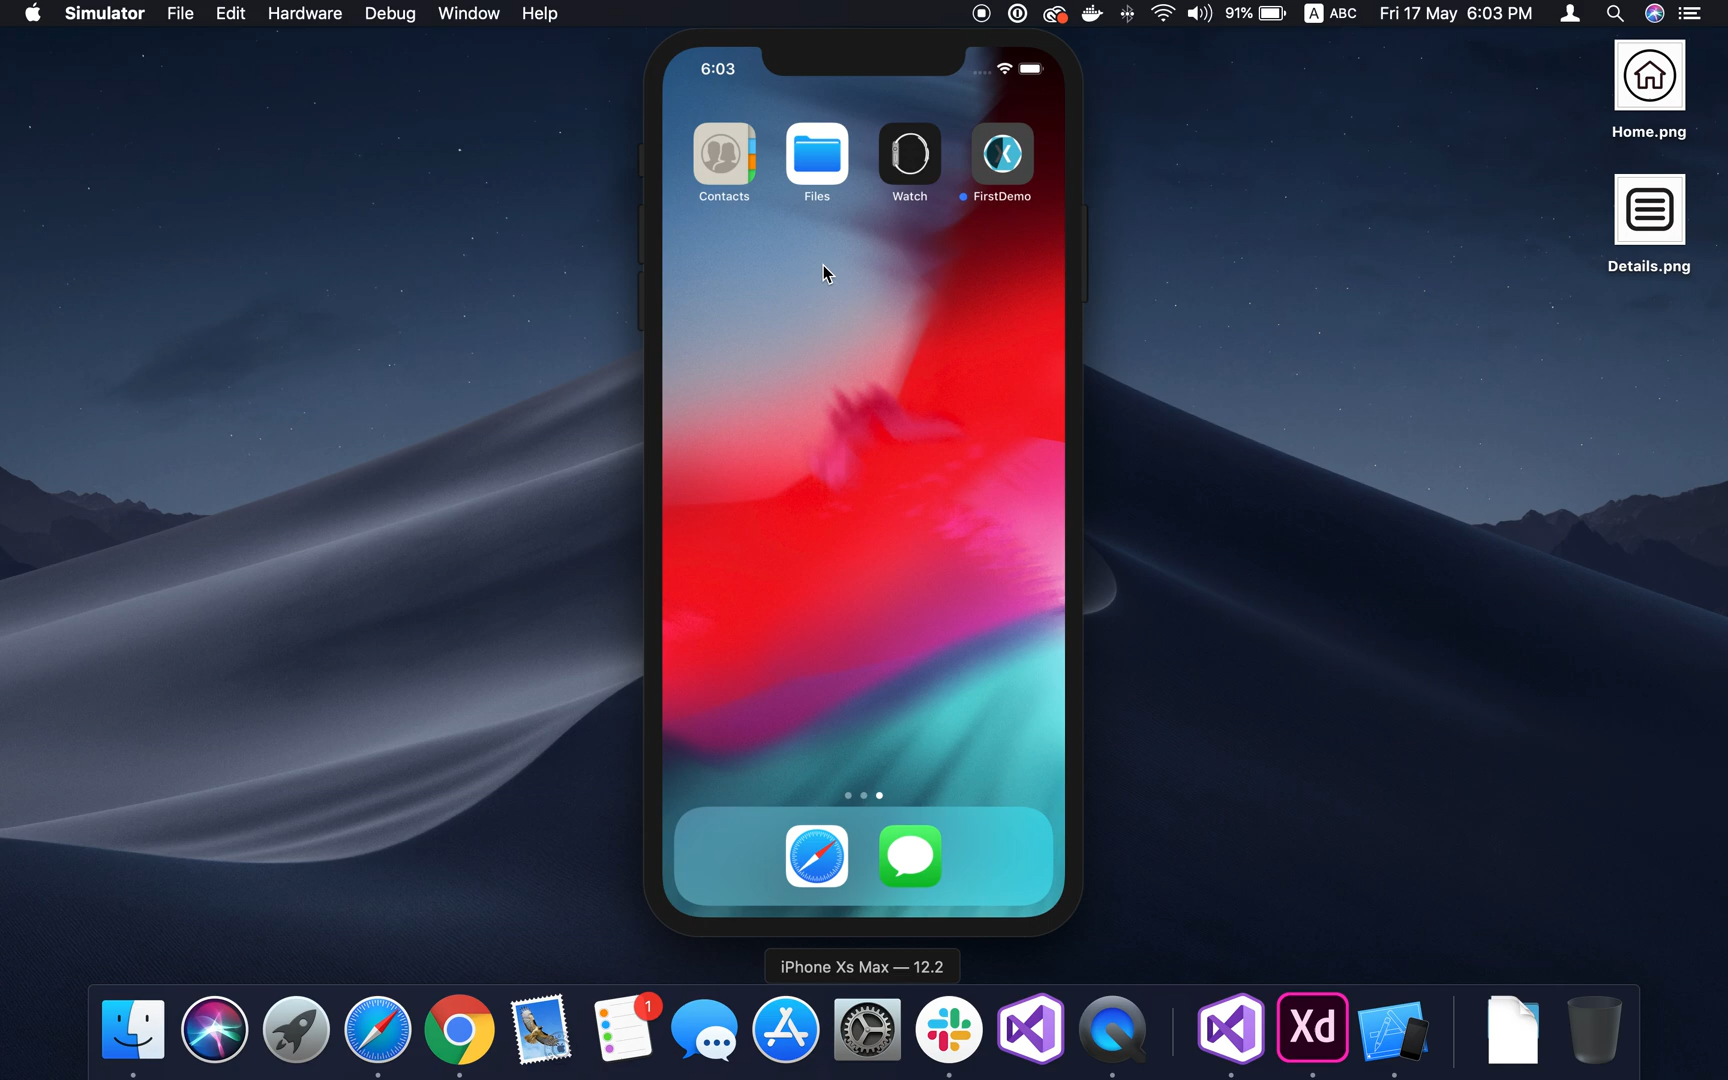 Simulator File Edit Hardware Debug Window Help 91% A ABC Fri 17 May 6:03 PM
6:03
Home.png
Contacts Files Watch FirstDemo
Details.png
iPhone Xs Max — 12.2
1
Xd